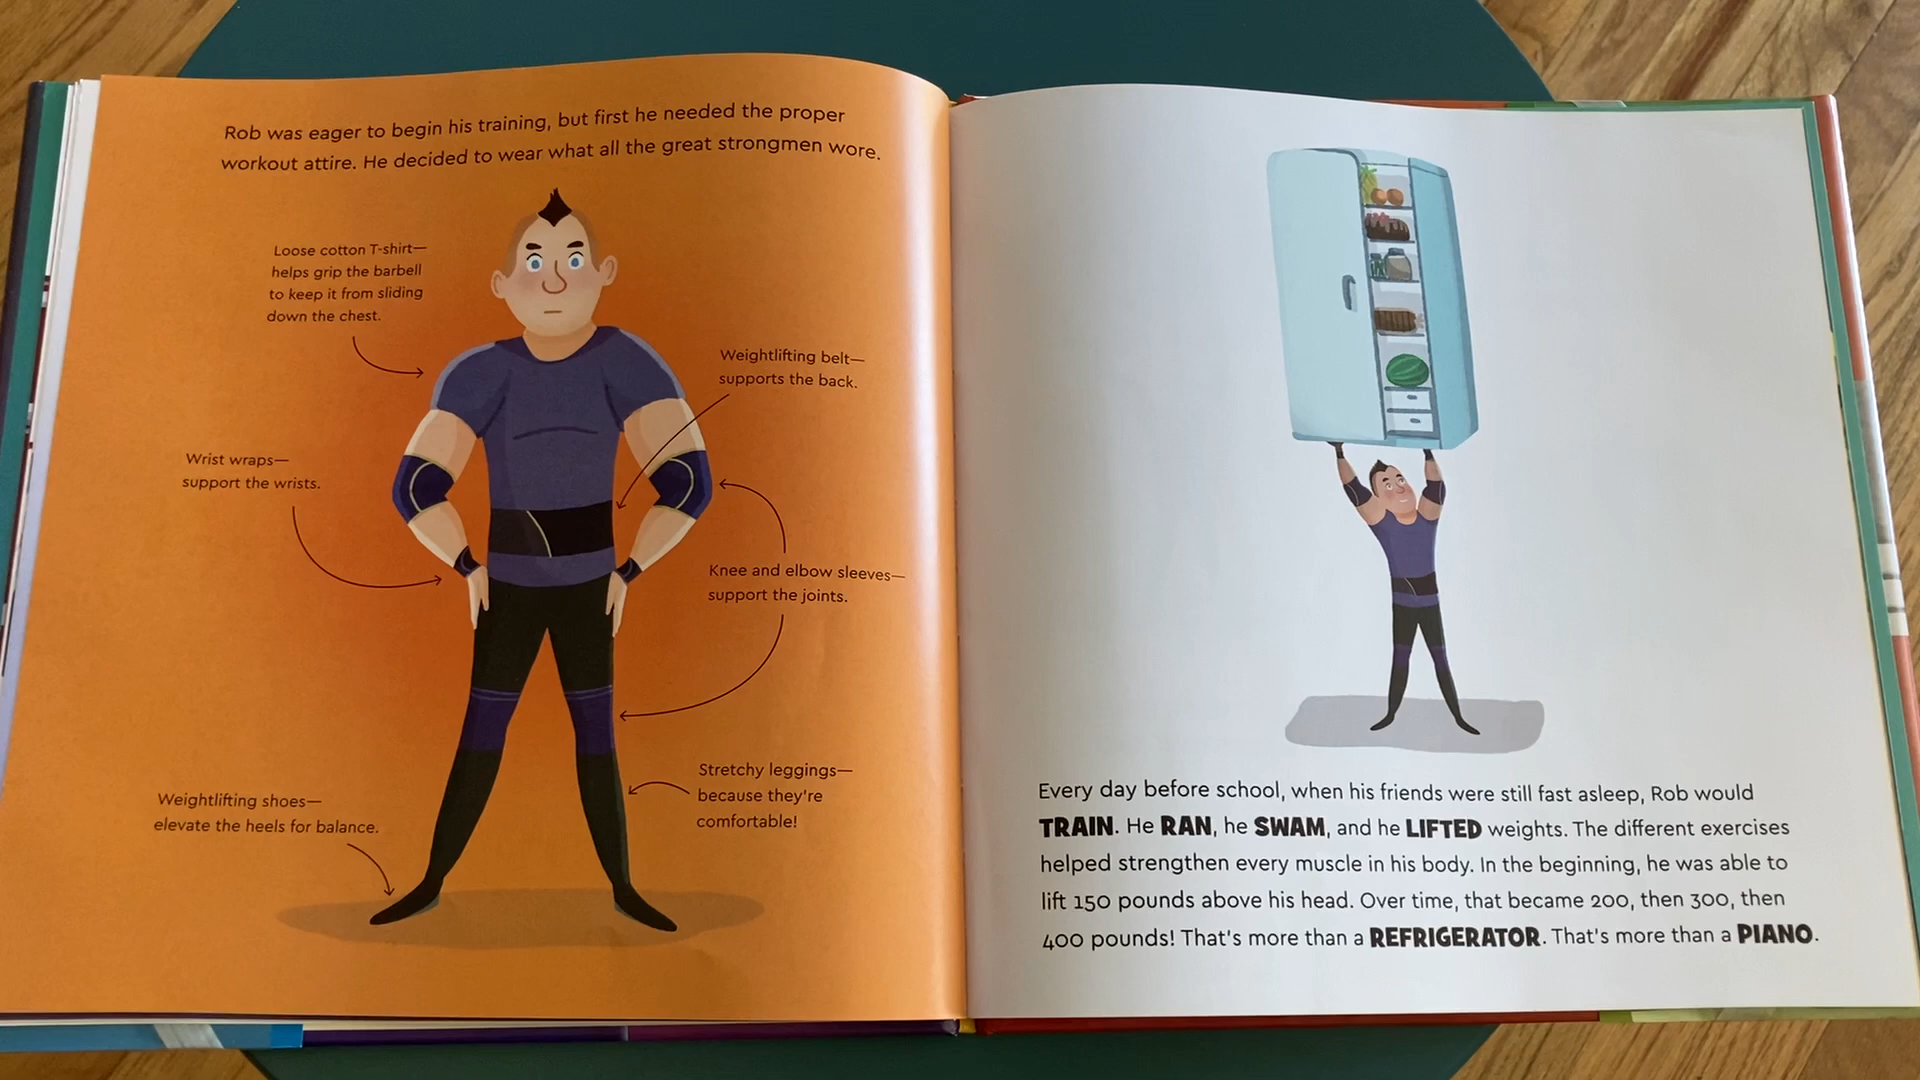 Rob was eager to begin his training, but first he needed the proper
workout attire. He decided to wear what all the great strongmen wore.
Loose cotton T-shirt—
helps grip the barbell
to keep it from sliding
down the chest.
Weightlifting belt—
supports the back.
Wrist wraps—
support the wrists.
Knee and elbow sleeves—
support the joints.
Stretchy leggings—
because they're
comfortable!
Weightlifting shoes—
elevate the heels for balance.
Every day before school, when his friends were still fast asleep, Rob would
TRAIN. He RAN, he SWAM, and he LIFTED weights. The different exercises
helped strengthen every muscle in his body. In the beginning, he was able to
lift 150 pounds above his head. Over time, that became 200, then 300, then
400 pounds! That's more than a REFRIGERATOR. That's more than a PIANO.